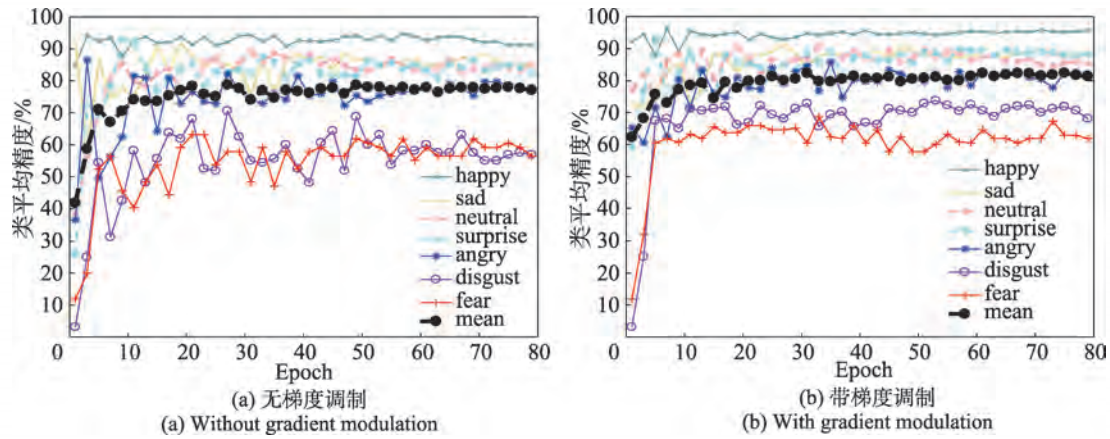 100
90
80
70
60
50
40
30
20
10
0 10 20 30 40 50 60 70 80
类平均精度/%
Epoch
happy
sad
neutral
surprise
angry
disgust
fear
mean
(a) 无梯度调制
(a) Without gradient modulation
100
90
80
70
60
50
40
30
20
10
0 10 20 30 40 50 60 70 80
类平均精度/%
Epoch
happy
sad
neutral
surprise
angry
disgust
fear
mean
(b) 带梯度调制
(b) With gradient modulation